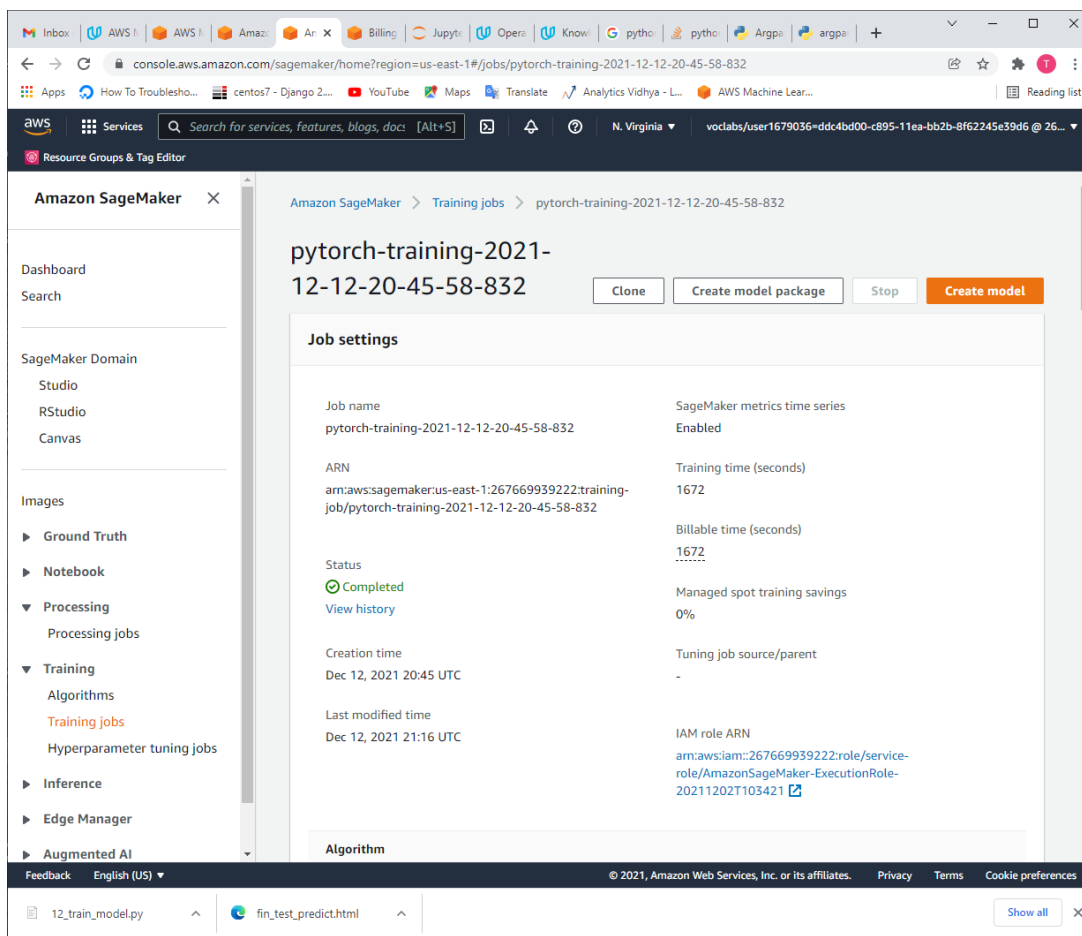 Inbox
AWS N
AWS N
Amazo
An
Billing
Jupyte
Opera
Knowl
pytho
pytho
Argpa
argpa
console.aws.amazon.com/sagemaker/home?region=us-east-1#/jobs/pytorch-training-2021-12-12-20-45-58-832
T
Apps
How To Troublesho...
centos7 - Django 2....
YouTube
Maps
Translate
Analytics Vidhya - L...
AWS Machine Lear...
Reading list
aws
Services
Search for services, features, blogs, docs [Alt+S]
N. Virginia
voclabs/user1679036=ddc4bd00-c895-11ea-bb2b-8f62245e39d6 @ 26...
Resource Groups & Tag Editor
Amazon SageMaker
Dashboard
Search
SageMaker Domain
Studio
RStudio
Canvas
Images
Ground Truth
Notebook
Processing
Processing jobs
Training
Algorithms
Training jobs
Hyperparameter tuning jobs
Inference
Edge Manager
Augmented AI
Amazon SageMaker > Training jobs > pytorch-training-2021-12-12-20-45-58-832
pytorch-training-2021-
12-12-20-45-58-832
Clone
Create model package
Stop
Create model
Job settings
Job name
pytorch-training-2021-12-12-20-45-58-832
ARN
arn:aws:sagemaker:us-east-1:267669939222:training-
job/pytorch-training-2021-12-12-20-45-58-832
Status
Completed
View history
Creation time
Dec 12, 2021 20:45 UTC
Last modified time
Dec 12, 2021 21:16 UTC
SageMaker metrics time series
Enabled
Training time (seconds)
1672
Billable time (seconds)
1672
Managed spot training savings
0%
Tuning job source/parent
-
IAM role ARN
arn:aws:iam::267669939222:role/service-
role/AmazonSageMaker-ExecutionRole-
20211202T103421
Algorithm
Feedback
English (US)
© 2021, Amazon Web Services, Inc. or its affiliates.
Privacy
Terms
Cookie preferences
12_train_model.py
fin_test_predict.html
Show all